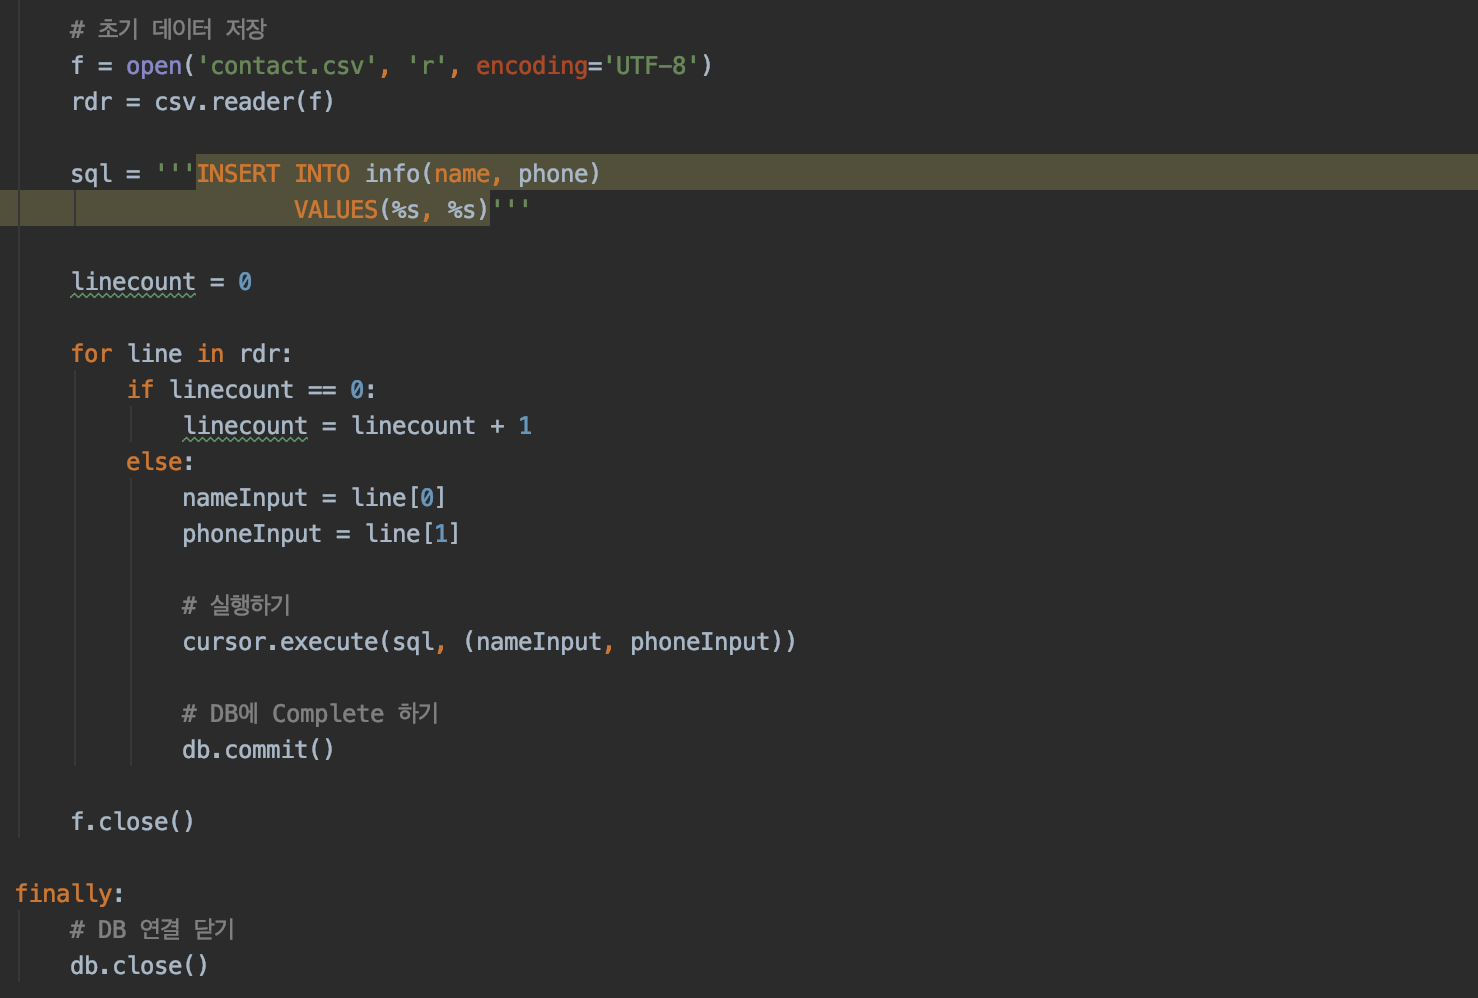 # 초기 데이터 저장
f = open('contact.csv', 'r', encoding='UTF-8')
rdr = csv.reader(f)
sql = '''INSERT INTO info(name, phone)
VALUES(%s, %s)'''
linecount = 0
for line in rdr:
if linecount == 0:
linecount = linecount + 1
else:
nameInput = line[0]
phoneInput = line[1]
# 실행하기
cursor.execute(sql, (nameInput, phoneInput))
# DB에 Complete 하기
db.commit()
f.close()
finally:
# DB 연결 닫기
db.close()